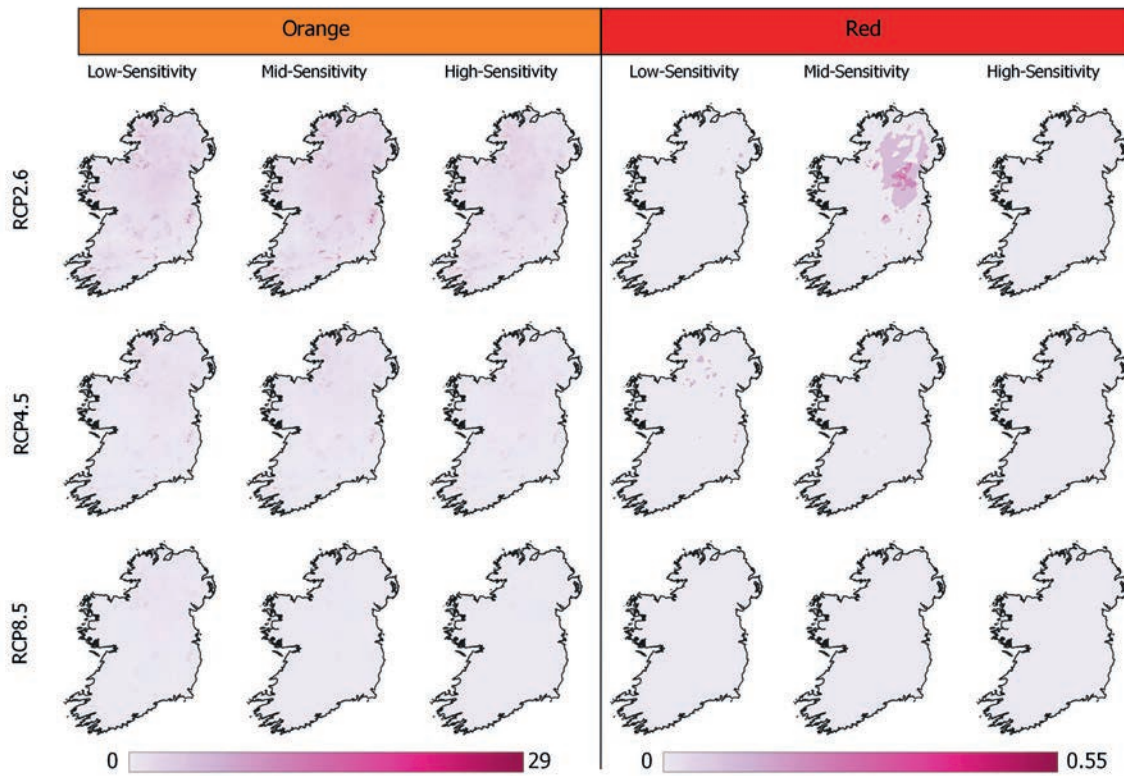 Orange Red
Low-Sensitivity Mid-Sensitivity High-Sensitivity Low-Sensitivity Mid-Sensitivity High-Sensitivity
RCP2.6
RCP4.5
RCP8.5
0 29 0 0.55